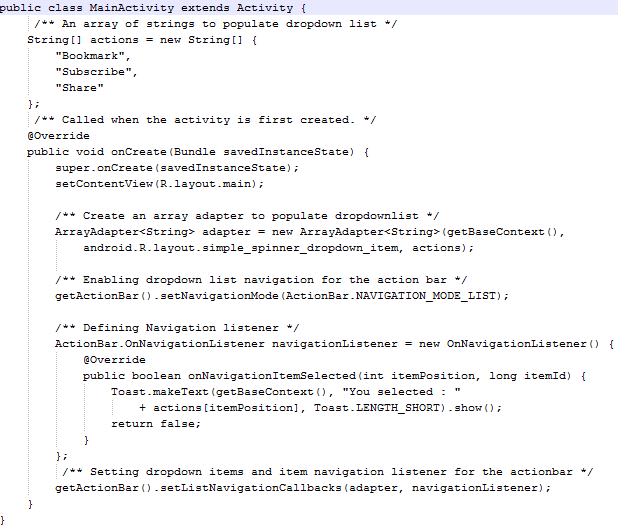 public class MainActivity extends Activity {
/** An array of strings to populate dropdown list */
String[] actions = new String[] {
"Bookmark",
"Subscribe",
"Share"
};
/** Called when the activity is first created. */
@Override
public void onCreate(Bundle savedInstanceState) {
super.onCreate(savedInstanceState);
setContentView(R.layout.main);
/** Create an array adapter to populate dropdownlist */
ArrayAdapter<String> adapter = new ArrayAdapter<String>(getBaseContext(),
android.R.layout.simple_spinner_dropdown_item, actions);
/** Enabling dropdown list navigation for the action bar */
getActionBar().setNavigationMode(ActionBar.NAVIGATION_MODE_LIST);
/** Defining Navigation listener */
ActionBar.OnNavigationListener navigationListener = new OnNavigationListener() {
@Override
public boolean onNavigationItemSelected(int itemPosition, long itemId) {
Toast.makeText(getBaseContext(), "You selected : "
+ actions[itemPosition], Toast.LENGTH_SHORT).show();
return false;
}
};
/** Setting dropdown items and item navigation listener for the actionbar */
getActionBar().setListNavigationCallbacks(adapter, navigationListener);
}
}